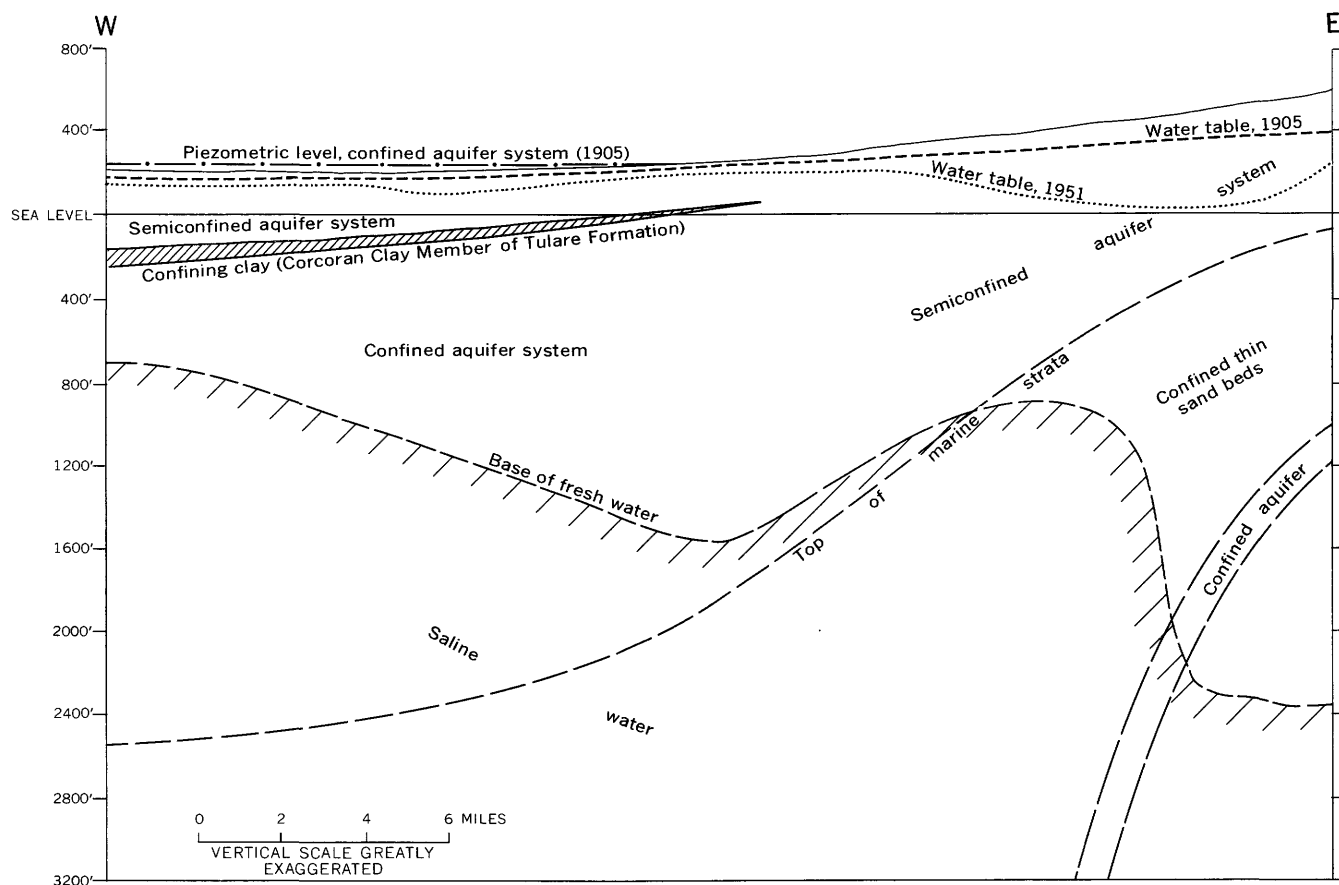 W
E
800'
400'
Piezometric level, confined aquifer system (1905)
Water table, 1905
Water table, 1951
SEA LEVEL
Semiconfined aquifer system
Confining clay (Corcoran Clay Member of Tulare Formation)
400'
Semiconfined aquifer system
Confined aquifer system
800'
Confined thin
sand beds
1200'
Base of fresh water
Top of marine strata
1600'
Confined aquifer
2000'
Saline water
2400'
2800'
0 2 4 6 MILES
VERTICAL SCALE GREATLY
EXAGGERATED
3200'